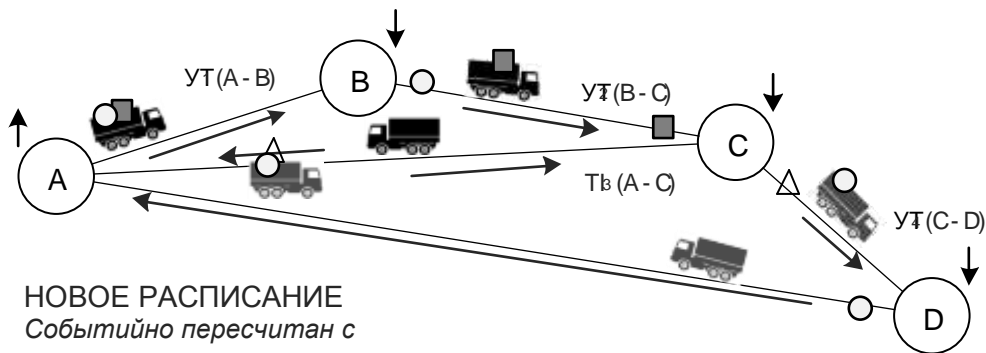 B
УТ(A - B)
УТ(B - C)
C
A
(A - C)
УТ(C - D)
D
НОВОЕ РАСПИСАНИЕ
Событийно пересчитан с